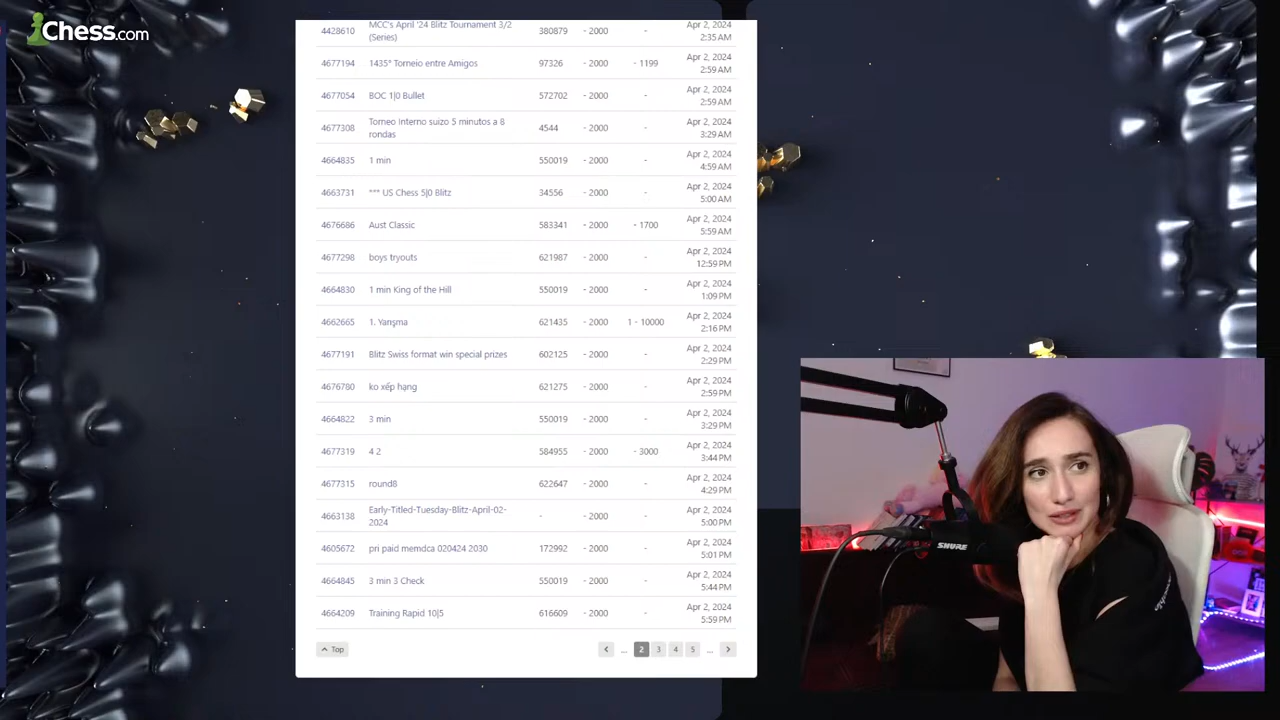 Chess.com
4428610 MCC's April '24 Blitz Tournament 3/2 380879 - 2000 - Apr 2, 2024
(Series) 2:35 AM
4677194 1435° Torneio entre Amigos 97326 - 2000 - 1199 Apr 2, 2024
2:59 AM
4677054 BOC 1|0 Bullet 572702 - 2000 - Apr 2, 2024
2:59 AM
4677308 Torneo Interno suizo 5 minutos a 8 4544 - 2000 - Apr 2, 2024
rondas 3:29 AM
4664835 1 min 550019 - 2000 - Apr 2, 2024
4:59 AM
4663731 *** US Chess 5|0 Blitz 34556 - 2000 - Apr 2, 2024
5:00 AM
4676686 Aust Classic 583341 - 2000 - 1700 Apr 2, 2024
5:59 AM
4677298 boys tryouts 621987 - 2000 - Apr 2, 2024
12:59 PM
4664830 1 min King of the Hill 550019 - 2000 - Apr 2, 2024
1:09 PM
4662665 1. Yarışma 621435 - 2000 1 - 10000 Apr 2, 2024
2:16 PM
4677191 Blitz Swiss format win special prizes 602125 - 2000 - Apr 2, 2024
2:29 PM
4676780 ko xếp hạng 621275 - 2000 - Apr 2, 2024
2:59 PM
4664822 3 min 550019 - 2000 - Apr 2, 2024
3:29 PM
4677319 4 2 584955 - 2000 - 3000 Apr 2, 2024
3:44 PM
4677315 round8 622647 - 2000 - Apr 2, 2024
4:29 PM
4663138 Early-Titled-Tuesday-Blitz-April-02- - - 2000 - Apr 2, 2024
2024 5:00 PM
4605672 pri paid memdca 020424 2030 172992 - 2000 - Apr 2, 2024
5:01 PM
4664845 3 min 3 Check 550019 - 2000 - Apr 2, 2024
5:44 PM
4664209 Training Rapid 10|5 616609 - 2000 - Apr 2, 2024
5:59 PM
Top ... 2 3 4 5 ...
SHURE